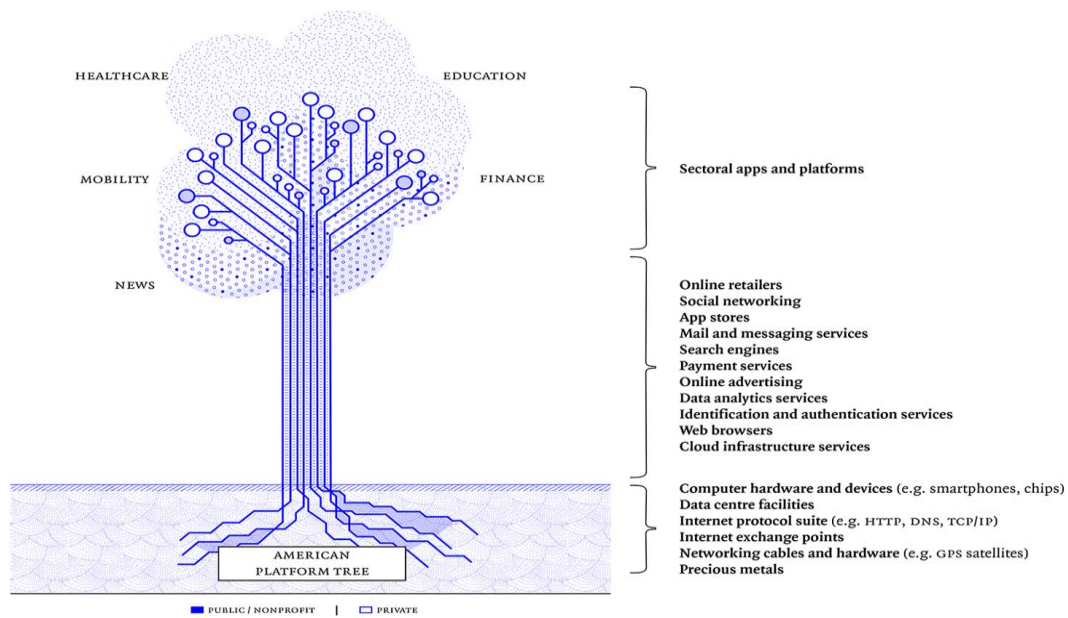 HEALTHCARE
EDUCATION
MOBILITY
FINANCE
NEWS
Sectoral apps and platforms
Online retailers
Social networking
App stores
Mail and messaging services
Search engines
Payment services
Online advertising
Data analytics services
Identification and authentication services
Web browsers
Cloud infrastructure services
Computer hardware and devices (e.g. smartphones, chips)
Data centre facilities
Internet protocol suite (e.g. HTTP, DNS, TCP/IP)
Internet exchange points
Networking cables and hardware (e.g. GPS satellites)
Precious metals
AMERICAN
PLATFORM TREE
PUBLIC / NONPROFIT | PRIVATE